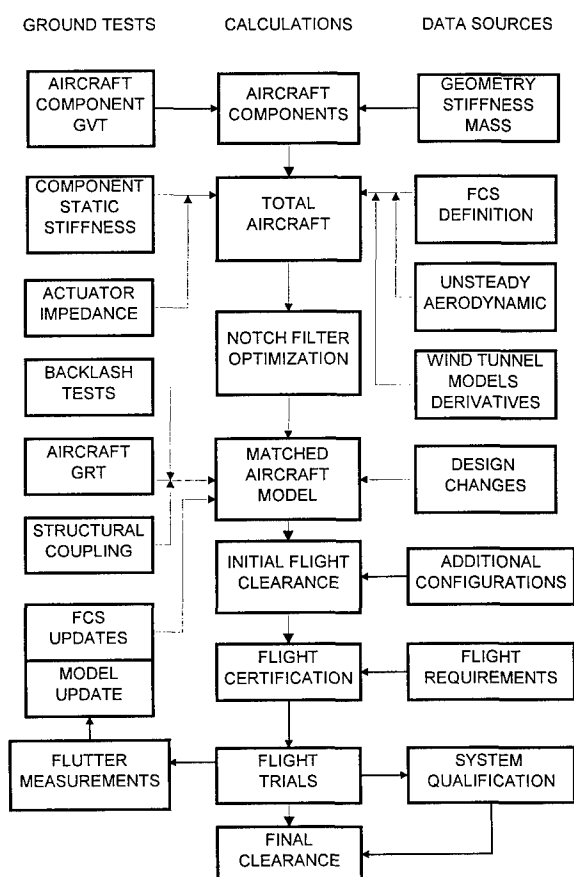 GROUND TESTS
CALCULATIONS
DATA SOURCES
AIRCRAFT
COMPONENT
GVT
AIRCRAFT
COMPONENTS
GEOMETRY
STIFFNESS
MASS
COMPONENT
STATIC
STIFFNESS
TOTAL
AIRCRAFT
FCS
DEFINITION
ACTUATOR
IMPEDANCE
UNSTEADY
AERODYNAMIC
NOTCH FILTER
OPTIMIZATION
BACKLASH
TESTS
WIND TUNNEL
MODELS
DERIVATIVES
AIRCRAFT
GRT
MATCHED
AIRCRAFT
MODEL
DESIGN
CHANGES
STRUCTURAL
COUPLING
INITIAL FLIGHT
CLEARANCE
ADDITIONAL
CONFIGURATIONS
FCS
UPDATES
MODEL
UPDATE
FLIGHT
CERTIFICATION
FLIGHT
REQUIREMENTS
FLUTTER
MEASUREMENTS
FLIGHT
TRIALS
SYSTEM
QUALIFICATION
FINAL
CLEARANCE